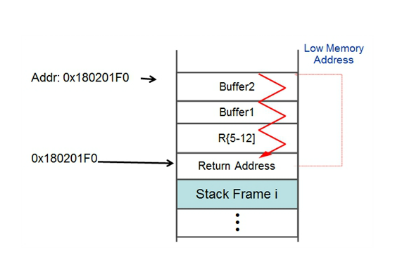 Low Memory
Address
Addr: 0x180201F0
Buffer2
Buffer1
R{5-12]
0x180201F0
Return Address
Stack Frame i